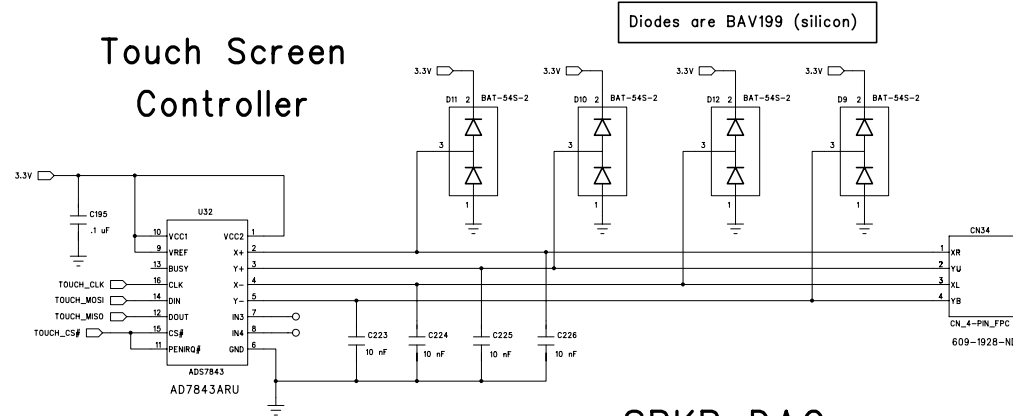 Diodes are BAV199 (silicon)
Touch Screen
Controller
3.3V
3.3V
3.3V
3.3V
D11 2 BAT-54S-2
D10 2 BAT-54S-2
D12 2 BAT-54S-2
D9 2 BAT-54S-2
3
3
3
3
1
1
1
1
3.3V
C195
.1 uF
U32
10 VCC1 VCC2 1
9 VREF X+ 2
13 BUSY Y+ 3
TOUCH_CLK 16 CLK X- 4
TOUCH_MOSI 14 DIN Y- 5
TOUCH_MISO 12 DOUT IN3 7
TOUCH_CS# 15 CS# IN4 8
11 PENIRQ# GND 6
ADS7843
AD7843ARU
C223
10 nF
C224
10 nF
C225
10 nF
C226
10 nF
CN34
1 XR
2 YU
3 XL
4 YB
CN_4-PIN_FPC